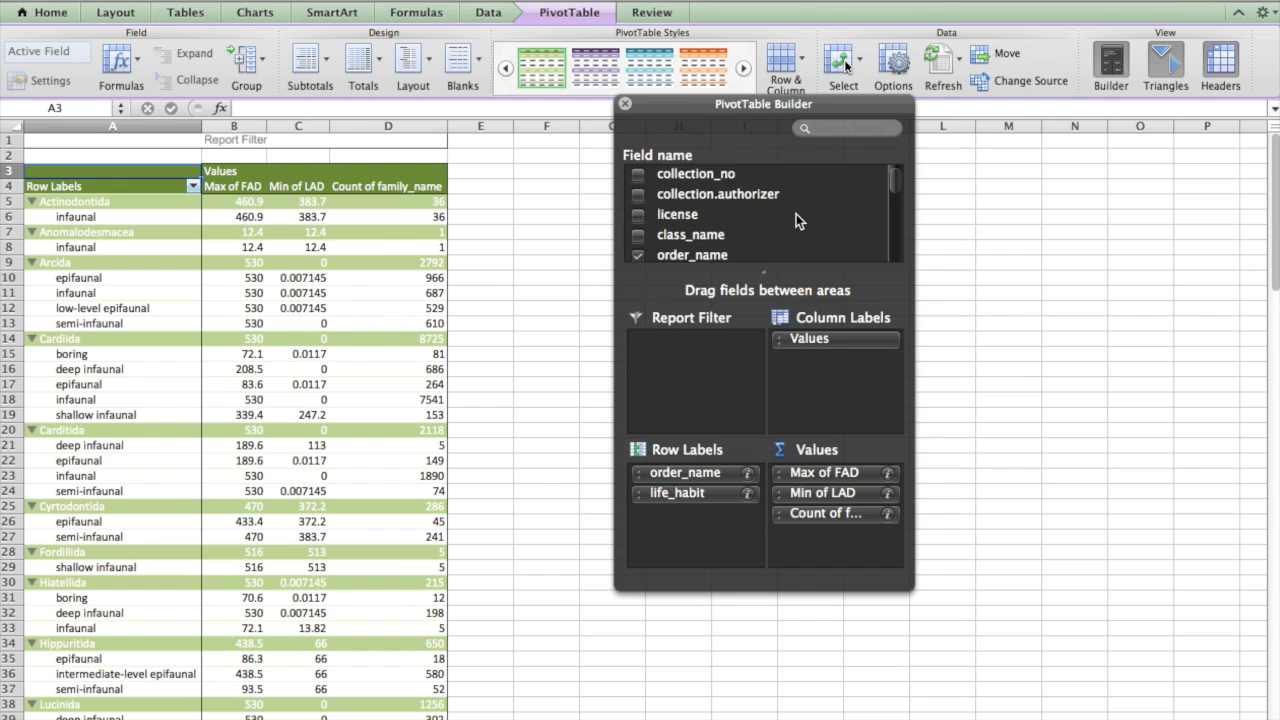 Home Layout Tables Charts SmartArt Formulas Data PivotTable Review
Field Design PivotTable Styles Data View
Active Field
Settings
Formulas
Expand
Collapse
Group
Subtotals Totals Layout Blanks
Row &
Column
Select Options Refresh
Move
Change Source
Builder Triangles Headers
A3 fx
PivotTable Builder
A B C D E F G H I L M N O P
1 Report Filter
2
3 Values
4 Row Labels Max of FAD Min of LAD Count of family_name
5 Actinodontida 460.9 383.7 36
6 infaunal 460.9 383.7 36
7 Anomalodesmacea 12.4 12.4 1
8 infaunal 12.4 12.4 1
9 Arcida 530 0 2792
10 epifaunal 530 0.007145 966
11 infaunal 530 0.007145 687
12 low-level epifaunal 530 0.007145 529
13 semi-infaunal 530 0 610
14 Cardiida 530 0 8725
15 boring 72.1 0.0117 81
16 deep infaunal 208.5 0 686
17 epifaunal 83.6 0.0117 264
18 infaunal 530 0 7541
19 shallow infaunal 339.4 247.2 153
20 Carditida 530 0 2118
21 deep infaunal 189.6 113 5
22 epifaunal 189.6 0.0117 149
23 infaunal 530 0 1890
24 semi-infaunal 530 0.007145 74
25 Cyrtodontida 470 372.2 286
26 epifaunal 433.4 372.2 45
27 semi-infaunal 470 383.7 241
28 Fordillida 516 513 5
29 shallow infaunal 516 513 5
30 Hiatellida 530 0.007145 215
31 boring 70.6 0.0117 12
32 deep infaunal 530 0.007145 198
33 infaunal 72.1 13.82 5
34 Hippuritida 438.5 66 650
35 epifaunal 86.3 66 18
36 intermediate-level epifaunal 438.5 66 580
37 semi-infaunal 93.5 66 52
38 Lucinida 530 0 1256
39 deep infaunal 530 0 302
Field name
collection_no
collection.authorizer
license
class_name
order_name
Drag fields between areas
Report Filter Column Labels
Values
Row Labels Values
order_name Max of FAD
life_habit Min of LAD
Count of f...